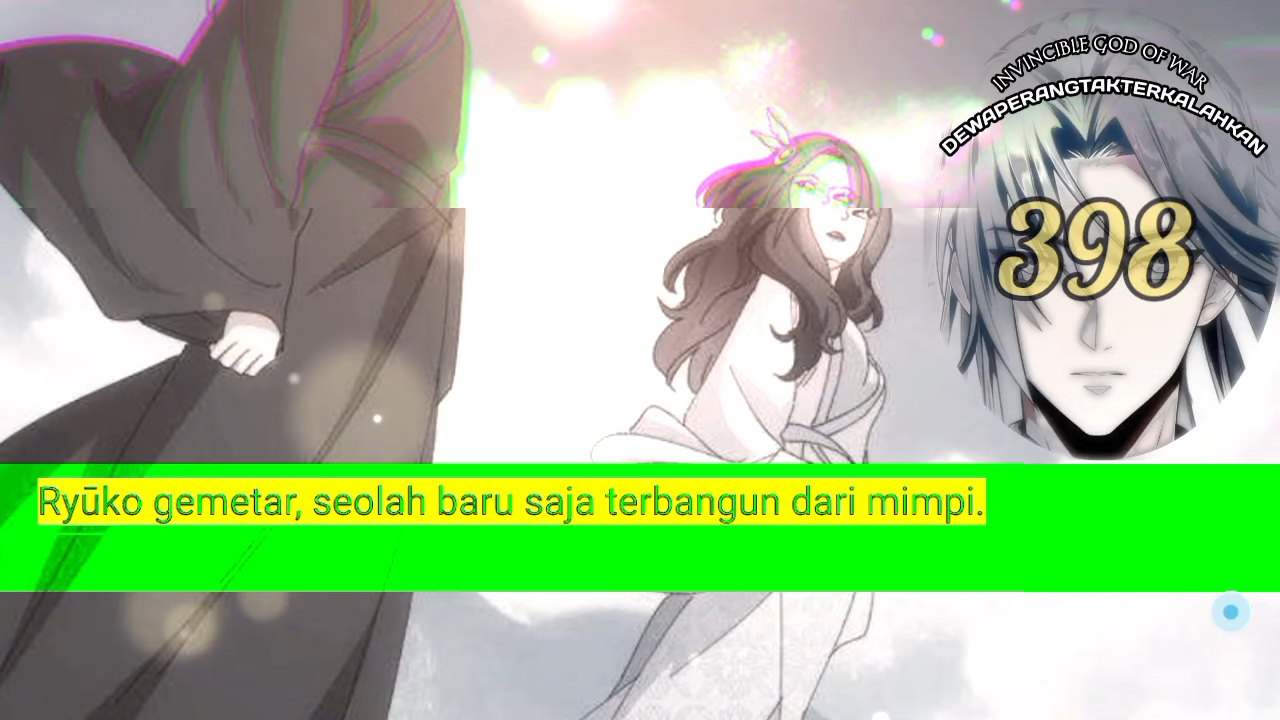 INVINCIBLE GOD OF WAR
DEWAPERANGTAKTERKALAHKAN
398
Ryūko gemetar, seolah baru saja terbangun dari mimpi.